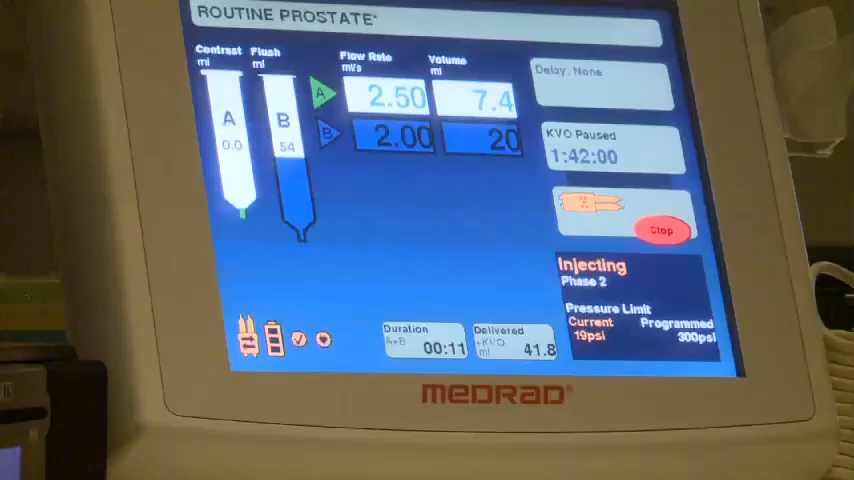 ROUTINE PROSTATE*
Contrast Flush
ml ml
Flow Rate
ml/s
Volume
ml
A
0.0
B
54
A 2.50 7.4
B 2.00 20
Delay, None
KVO Paused
1:42:00
Stop
Injecting
Phase 2
Pressure Limit
Current Programmed
19psi 300psi
Duration
A+B
00:11
Delivered
+KVO
ml
41.8
MEDRAD®